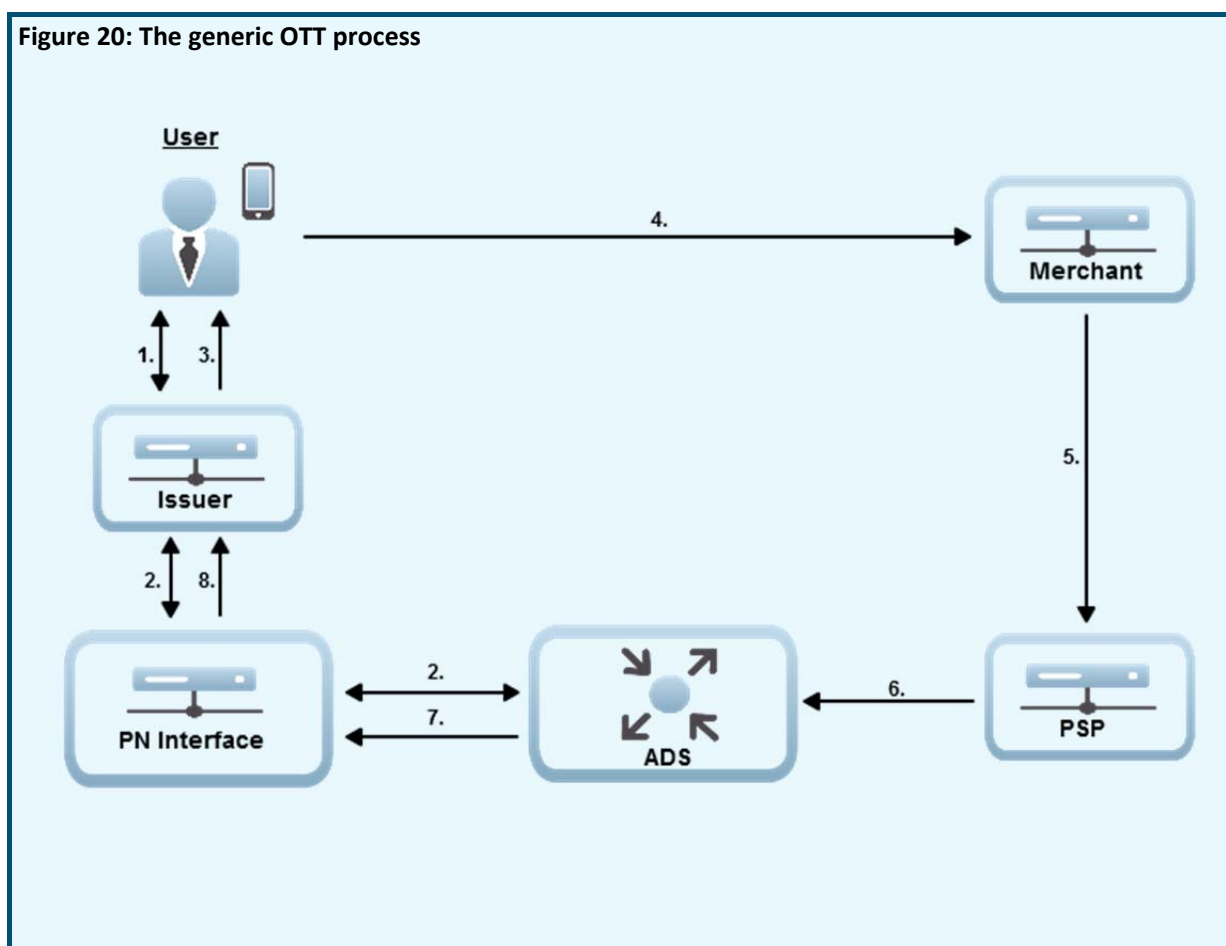 Figure 20: The generic OTT process
User
4.
Merchant
1.
3.
5.
Issuer
2.
8.
2.
6.
7.
PN Interface
ADS
PSP